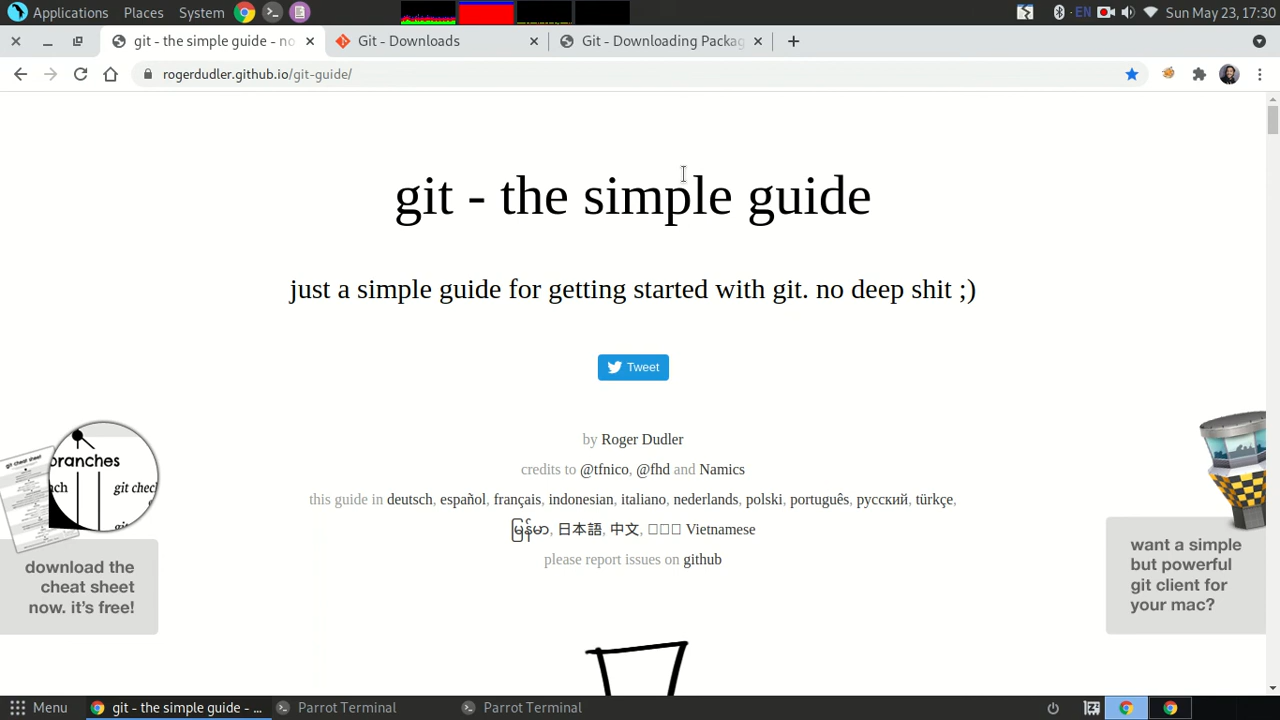 Applications Places System EN Sun May 23, 17:30
git - the simple guide - no Git - Downloads Git - Downloading Packag
rogerdudler.github.io/git-guide/
git - the simple guide
just a simple guide for getting started with git. no deep shit ;)
Tweet
by Roger Dudler
credits to @tfnico, @fhd and Namics
this guide in deutsch, español, français, indonesian, italiano, nederlands, polski, português, русский, türkçe,
မြန်မာ, 日本語, 中文, □□□ Vietnamese
please report issues on github
branches
git chec
download the
cheat sheet
now. it's free!
want a simple
but powerful
git client for
your mac?
Menu git - the simple guide - ... Parrot Terminal Parrot Terminal